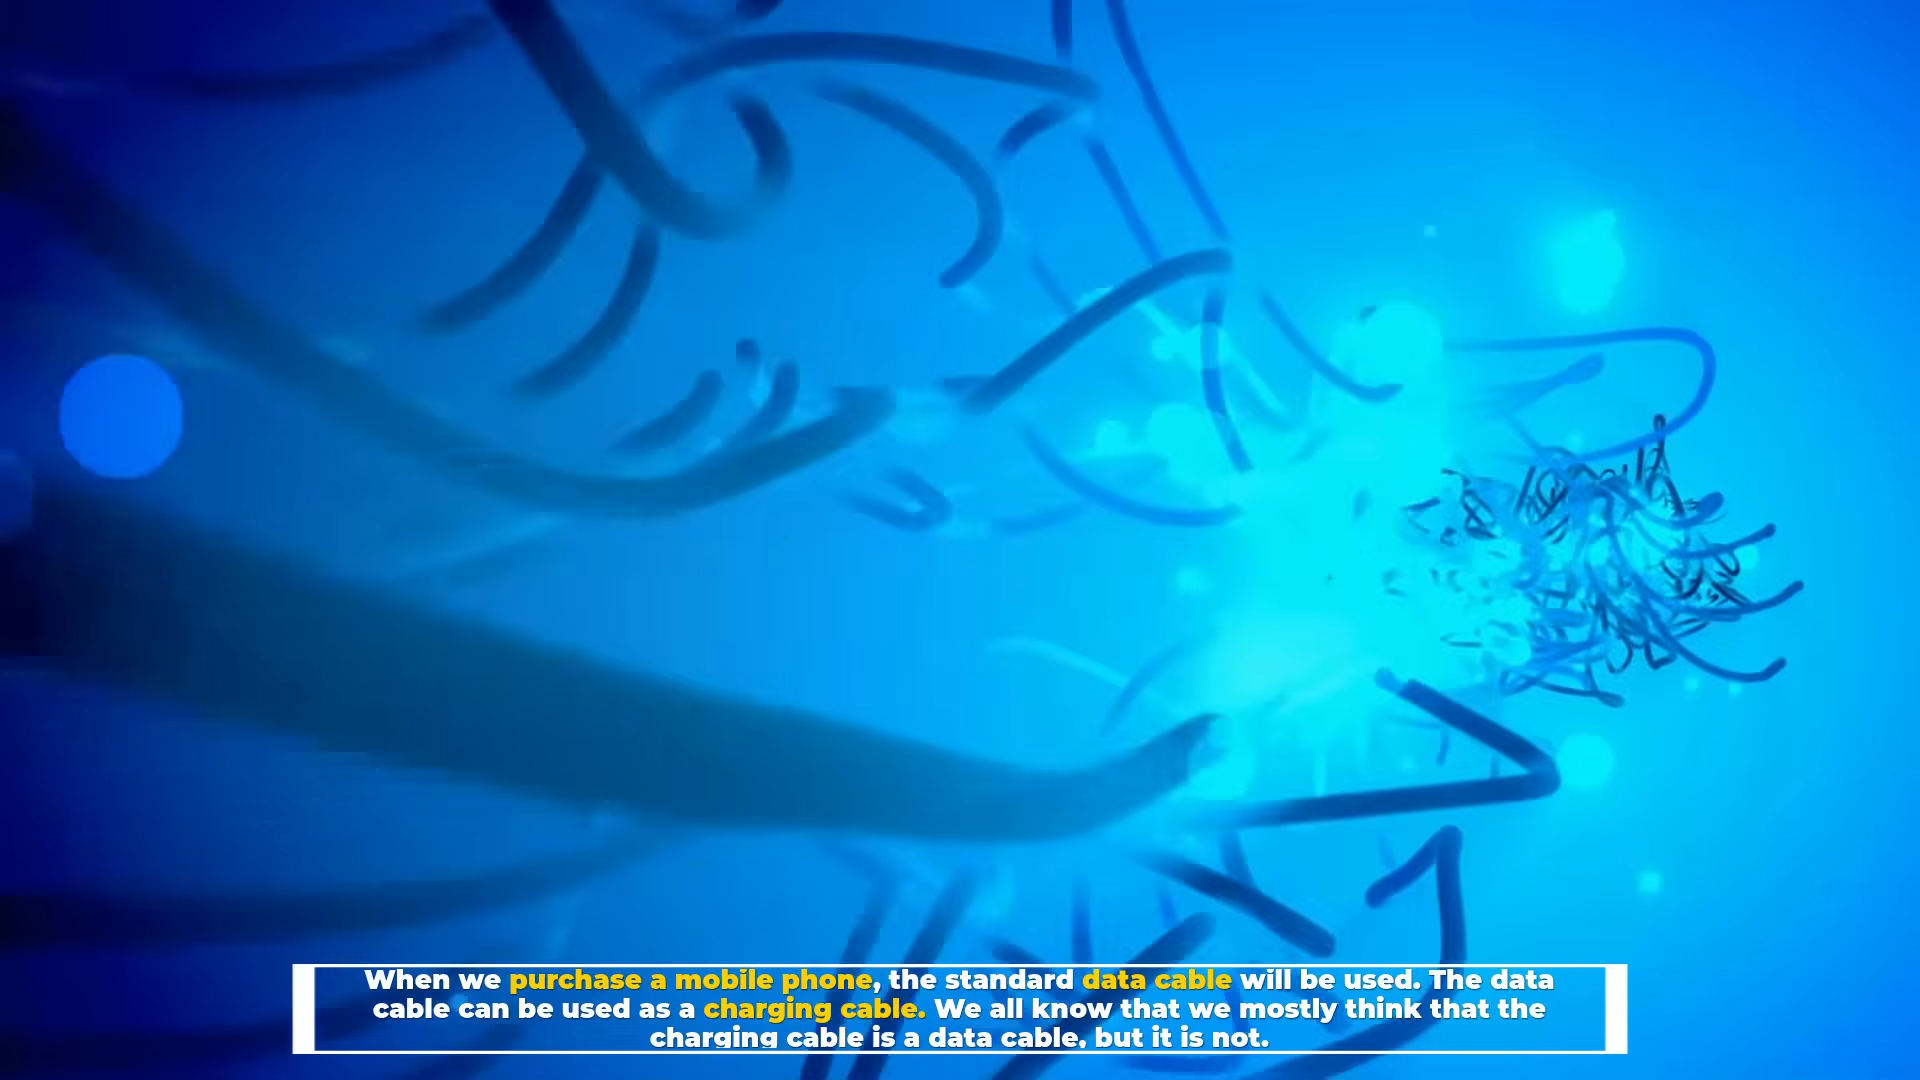 When we purchase a mobile phone, the standard data cable will be used. The data
cable can be used as a charging cable. We all know that we mostly think that the
charging cable is a data cable, but it is not.